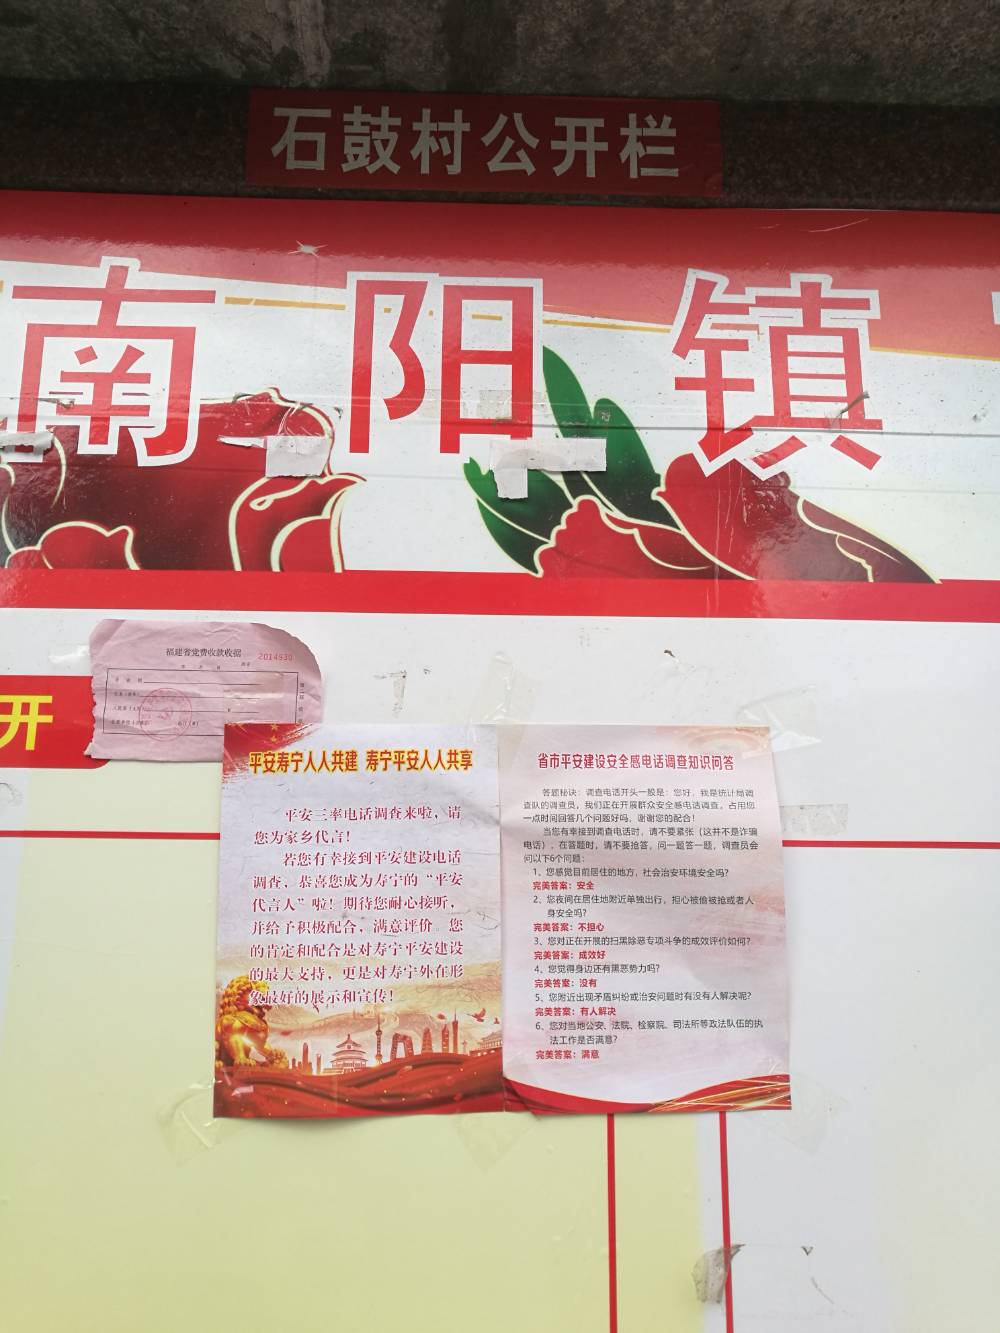 石鼓村公开栏
南阳镇
开
福建省党费收款收据
2014930
年 月 日
平安寿宁人人共建 寿宁平安人人共享
平安三率电话调查来啦，请
您为家乡代言！
若您有幸接到平安建设电话
调查，恭喜您成为寿宁的“平安
代言人”啦！期待您耐心接听，
并给予积极配合，满意评价。您
的肯定和配合是对寿宁平安建设
的最大支持，更是对寿宁外在形
象最好的展示和宣传！
省市平安建设安全感电话调查知识问答
答题秘诀：调查电话开头一般是：您好，我是统计局调
查队的调查员，我们正在开展群众安全感电话调查，占用您
一点时间回答几个问题好吗，谢谢您的配合！
当您有幸接到调查电话时，请不要紧张（这并不是诈骗
电话），在答题时，请不要抢答，问一题答一题，调查员会
问以下6个问题：
1、您感觉目前居住的地方，社会治安环境安全吗？
完美答案：安全
2、您夜间在居住地附近单独出行，担心被偷被抢或者人
身安全吗？
完美答案：不担心
3、您对正在开展的扫黑除恶专项斗争的成效评价如何？
完美答案：成效好
4、您觉得身边还有黑恶势力吗？
完美答案：没有
5、您附近出现矛盾纠纷或治安问题时有没有人解决呢？
完美答案：有人解决
6、您对当地公安、法院、检察院、司法所等政法队伍的执
法工作是否满意？
完美答案：满意